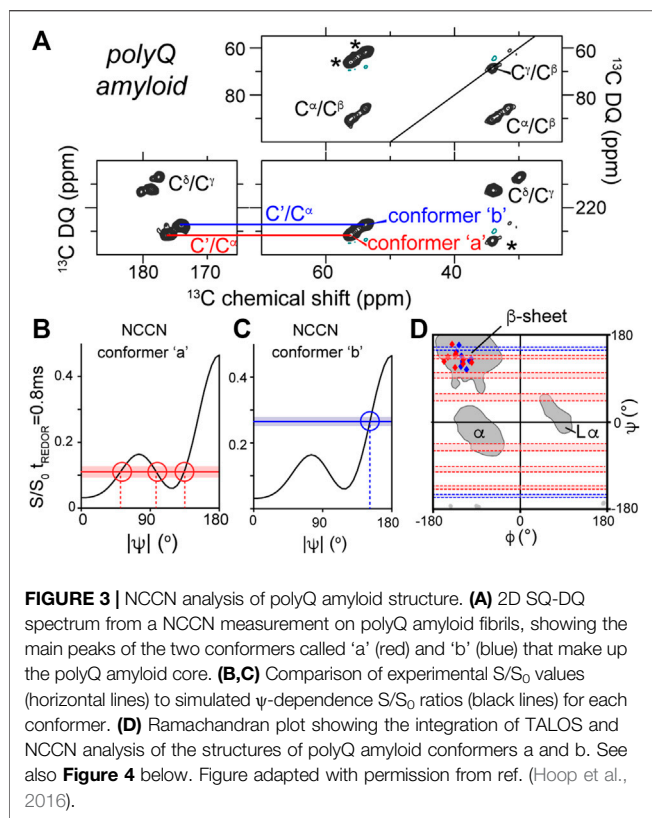 A
polyQ
amyloid
*
*
Cγ/Cβ
Cα/Cβ
Cα/Cβ
60
80
13C DQ
(ppm)
Cδ/Cγ
C'/Cα
C'/Cα
Cδ/Cγ
conformer 'b'
conformer 'a'
*
220
13C DQ (ppm)
180 170 60 40
13C chemical shift (ppm)
B
NCCN
conformer 'a'
S/S0 tREDOR=0.8ms
0.4
0.2
0
0 90 180
|ψ| (°)
C
NCCN
conformer 'b'
0.4
0.3
0.2
0.1
0
0 90 180
|ψ| (°)
D
β-sheet
α
Lα
180
0
-180
ψ (°)
-180 0 180
ϕ (°)
FIGURE 3 | NCCN analysis of polyQ amyloid structure. (A) 2D SQ-DQ
spectrum from a NCCN measurement on polyQ amyloid fibrils, showing the
main peaks of the two conformers called 'a' (red) and 'b' (blue) that make up
the polyQ amyloid core. (B,C) Comparison of experimental S/S0 values
(horizontal lines) to simulated ψ-dependence S/S0 ratios (black lines) for each
conformer. (D) Ramachandran plot showing the integration of TALOS and
NCCN analysis of the structures of polyQ amyloid conformers a and b. See
also Figure 4 below. Figure adapted with permission from ref. (Hoop et al.,
2016).